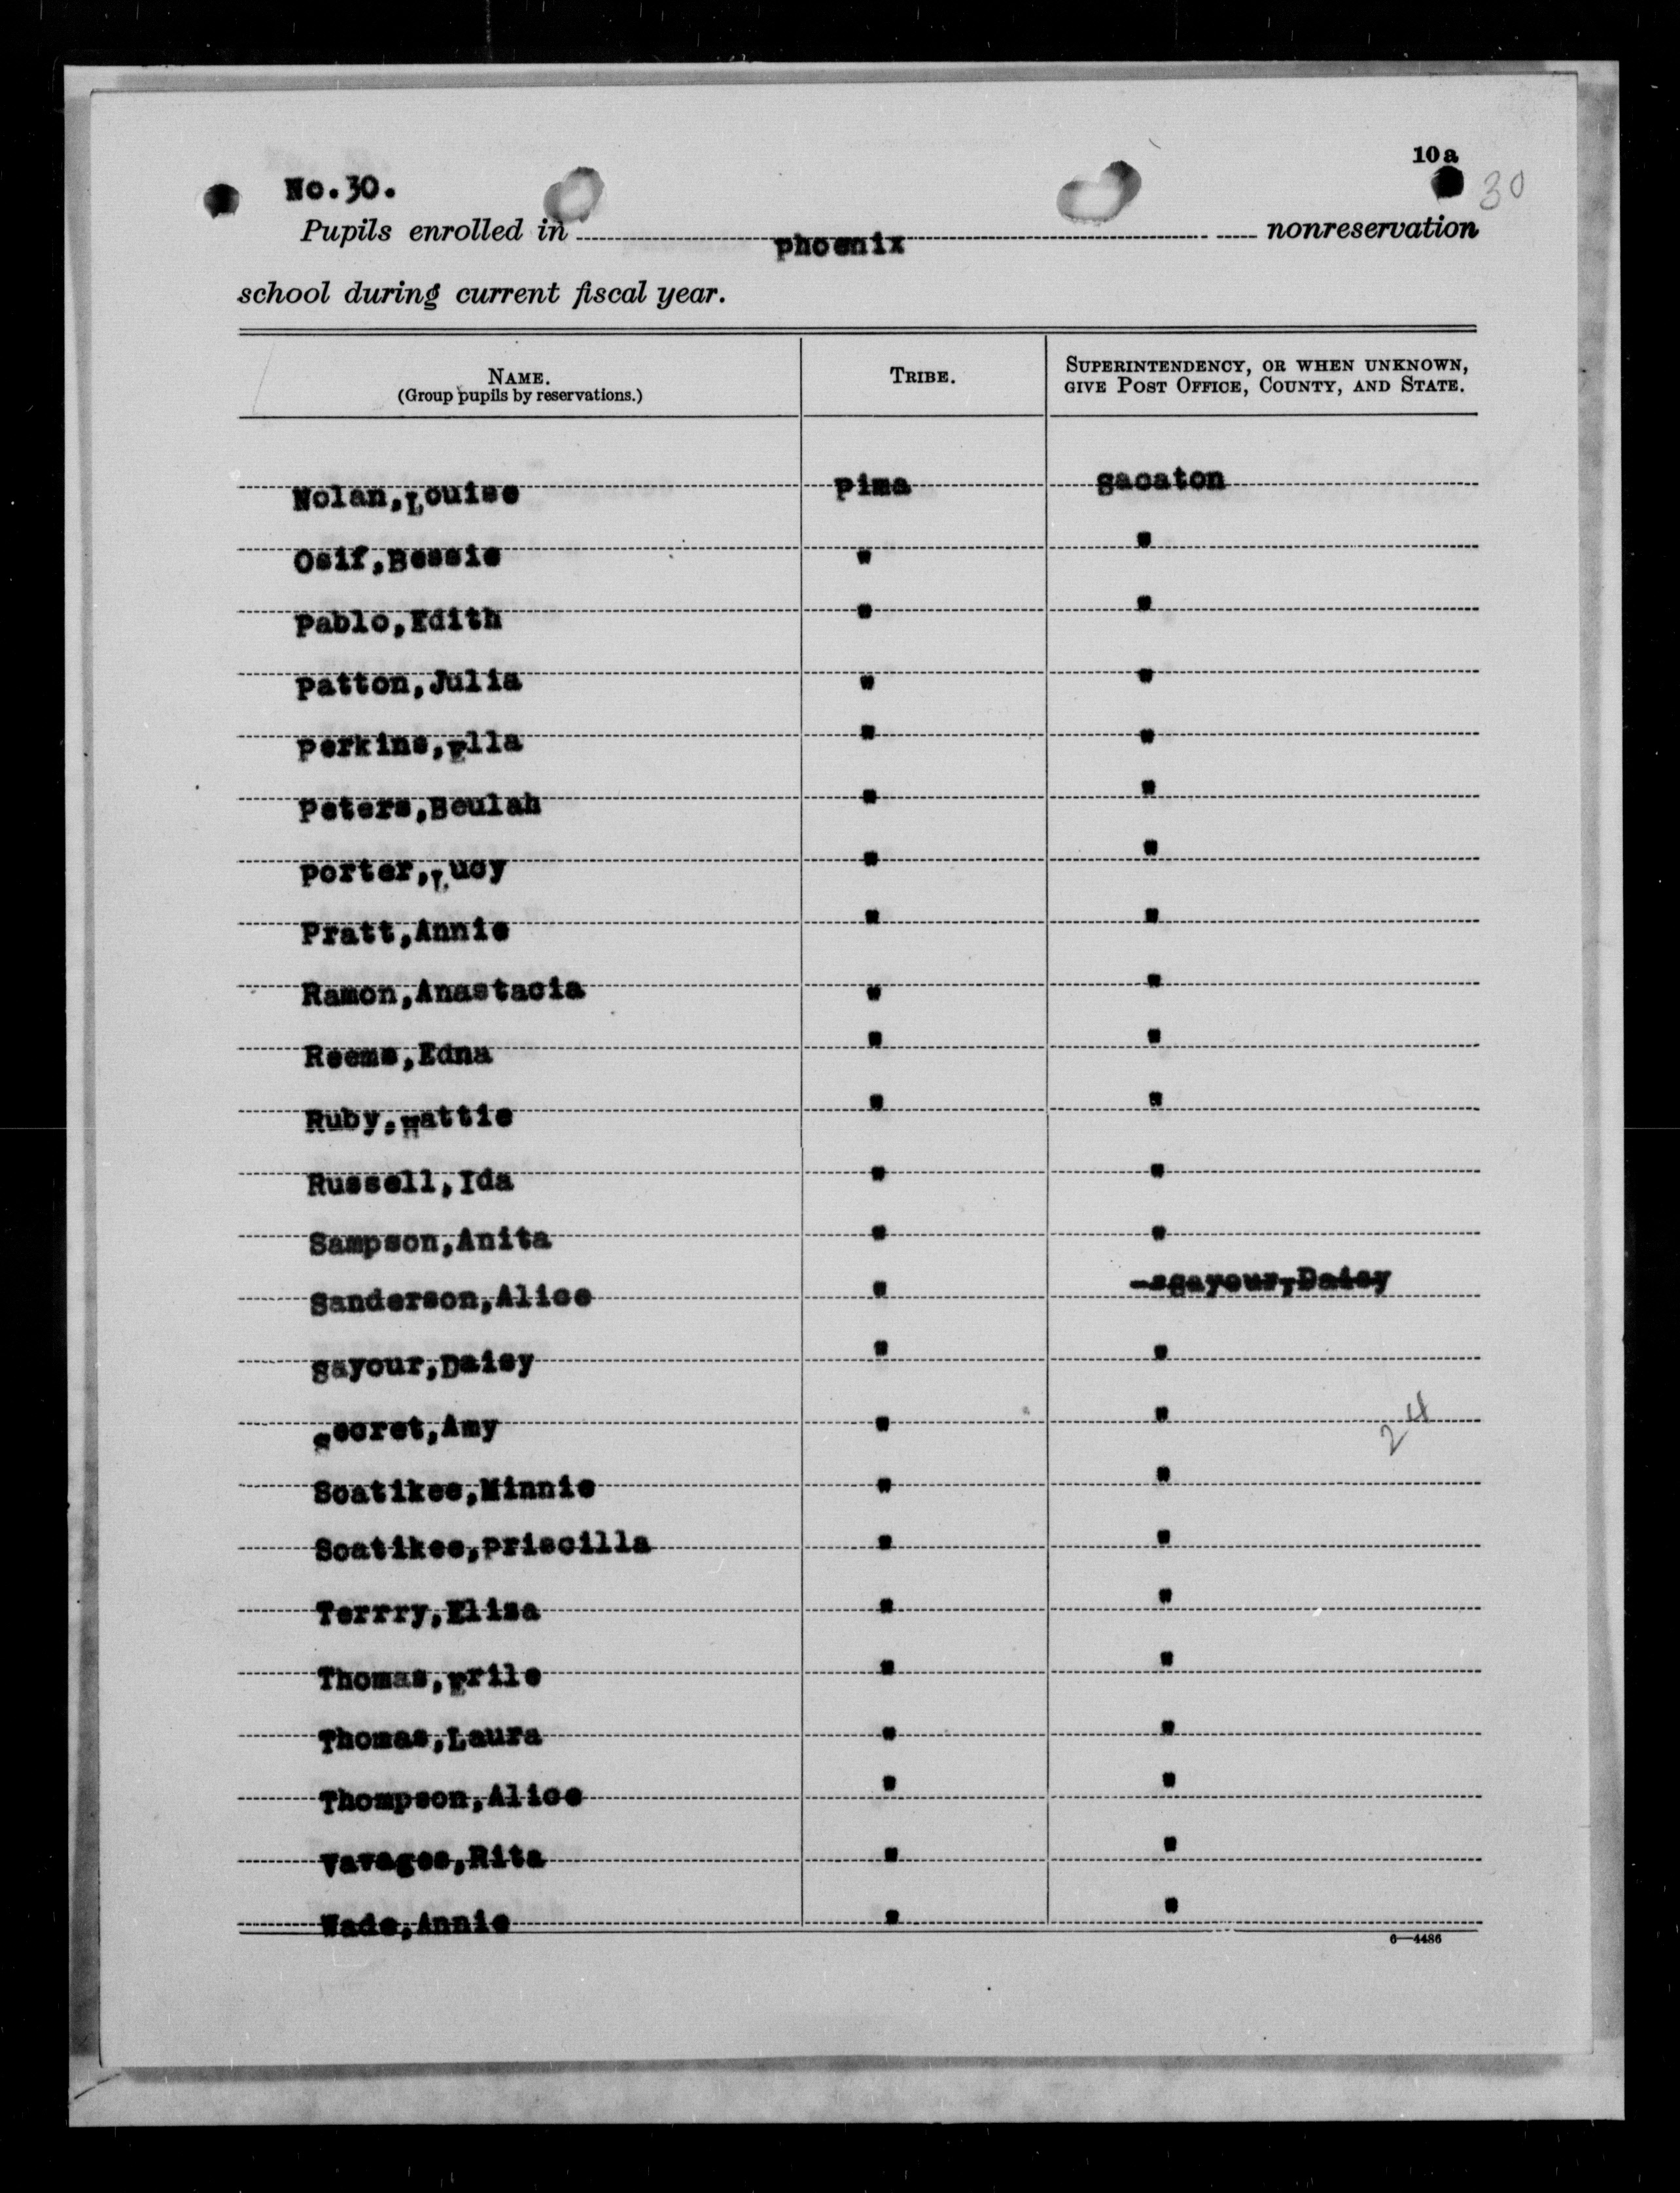 10a
No.30.
30
Pupils enrolled in phoenix nonreservation
school during current fiscal year.
NAME. TRIBE. SUPERINTENDENCY, OR WHEN UNKNOWN,
(Group pupils by reservations.) GIVE POST OFFICE, COUNTY, AND STATE.
Nolan,Louise pima sacaton
Osif,Bessie " "
pablo,Edith " "
patton,Julia " "
perkins,Ella " "
Peters,Beulah " "
porter,Lucy " "
Pratt,Annie " "
Ramon,Anastacia " "
Reems,Edna " "
Ruby,Hattie " "
Russell,Ida " "
Sampson,Anita " "
Sanderson,Alice " -sgayour,Daisy
sayour,Daisy " "
secret,Amy " "
24
Soatikee,Minnie " "
Soatikee,priscilla " "
Terrry,Eliza " "
Thomas,Erile " "
Thomas,Laura " "
Thompson,Alice " "
Vavages,Rita " "
Wade,Annie " "
6—4486